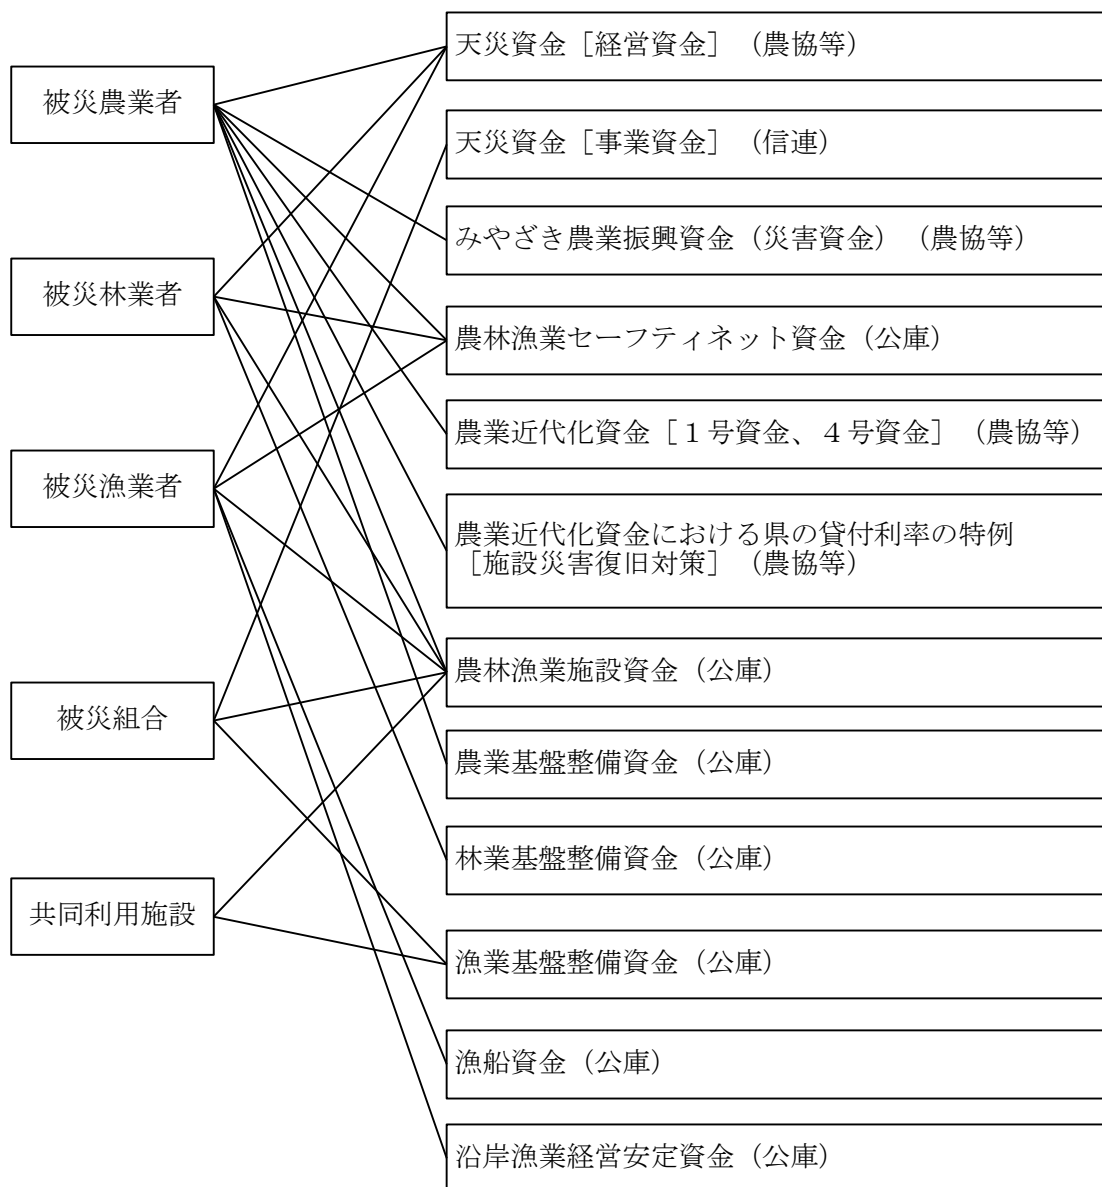 被災農業者
被災林業者
被災漁業者
被災組合
共同利用施設
天災資金［経営資金］（農協等）
天災資金［事業資金］（信連）
みやざき農業振興資金（災害資金）（農協等）
農林漁業セーフティネット資金（公庫）
農業近代化資金［１号資金、４号資金］（農協等）
農業近代化資金における県の貸付利率の特例
［施設災害復旧対策］（農協等）
農林漁業施設資金（公庫）
農業基盤整備資金（公庫）
林業基盤整備資金（公庫）
漁業基盤整備資金（公庫）
漁船資金（公庫）
沿岸漁業経営安定資金（公庫）